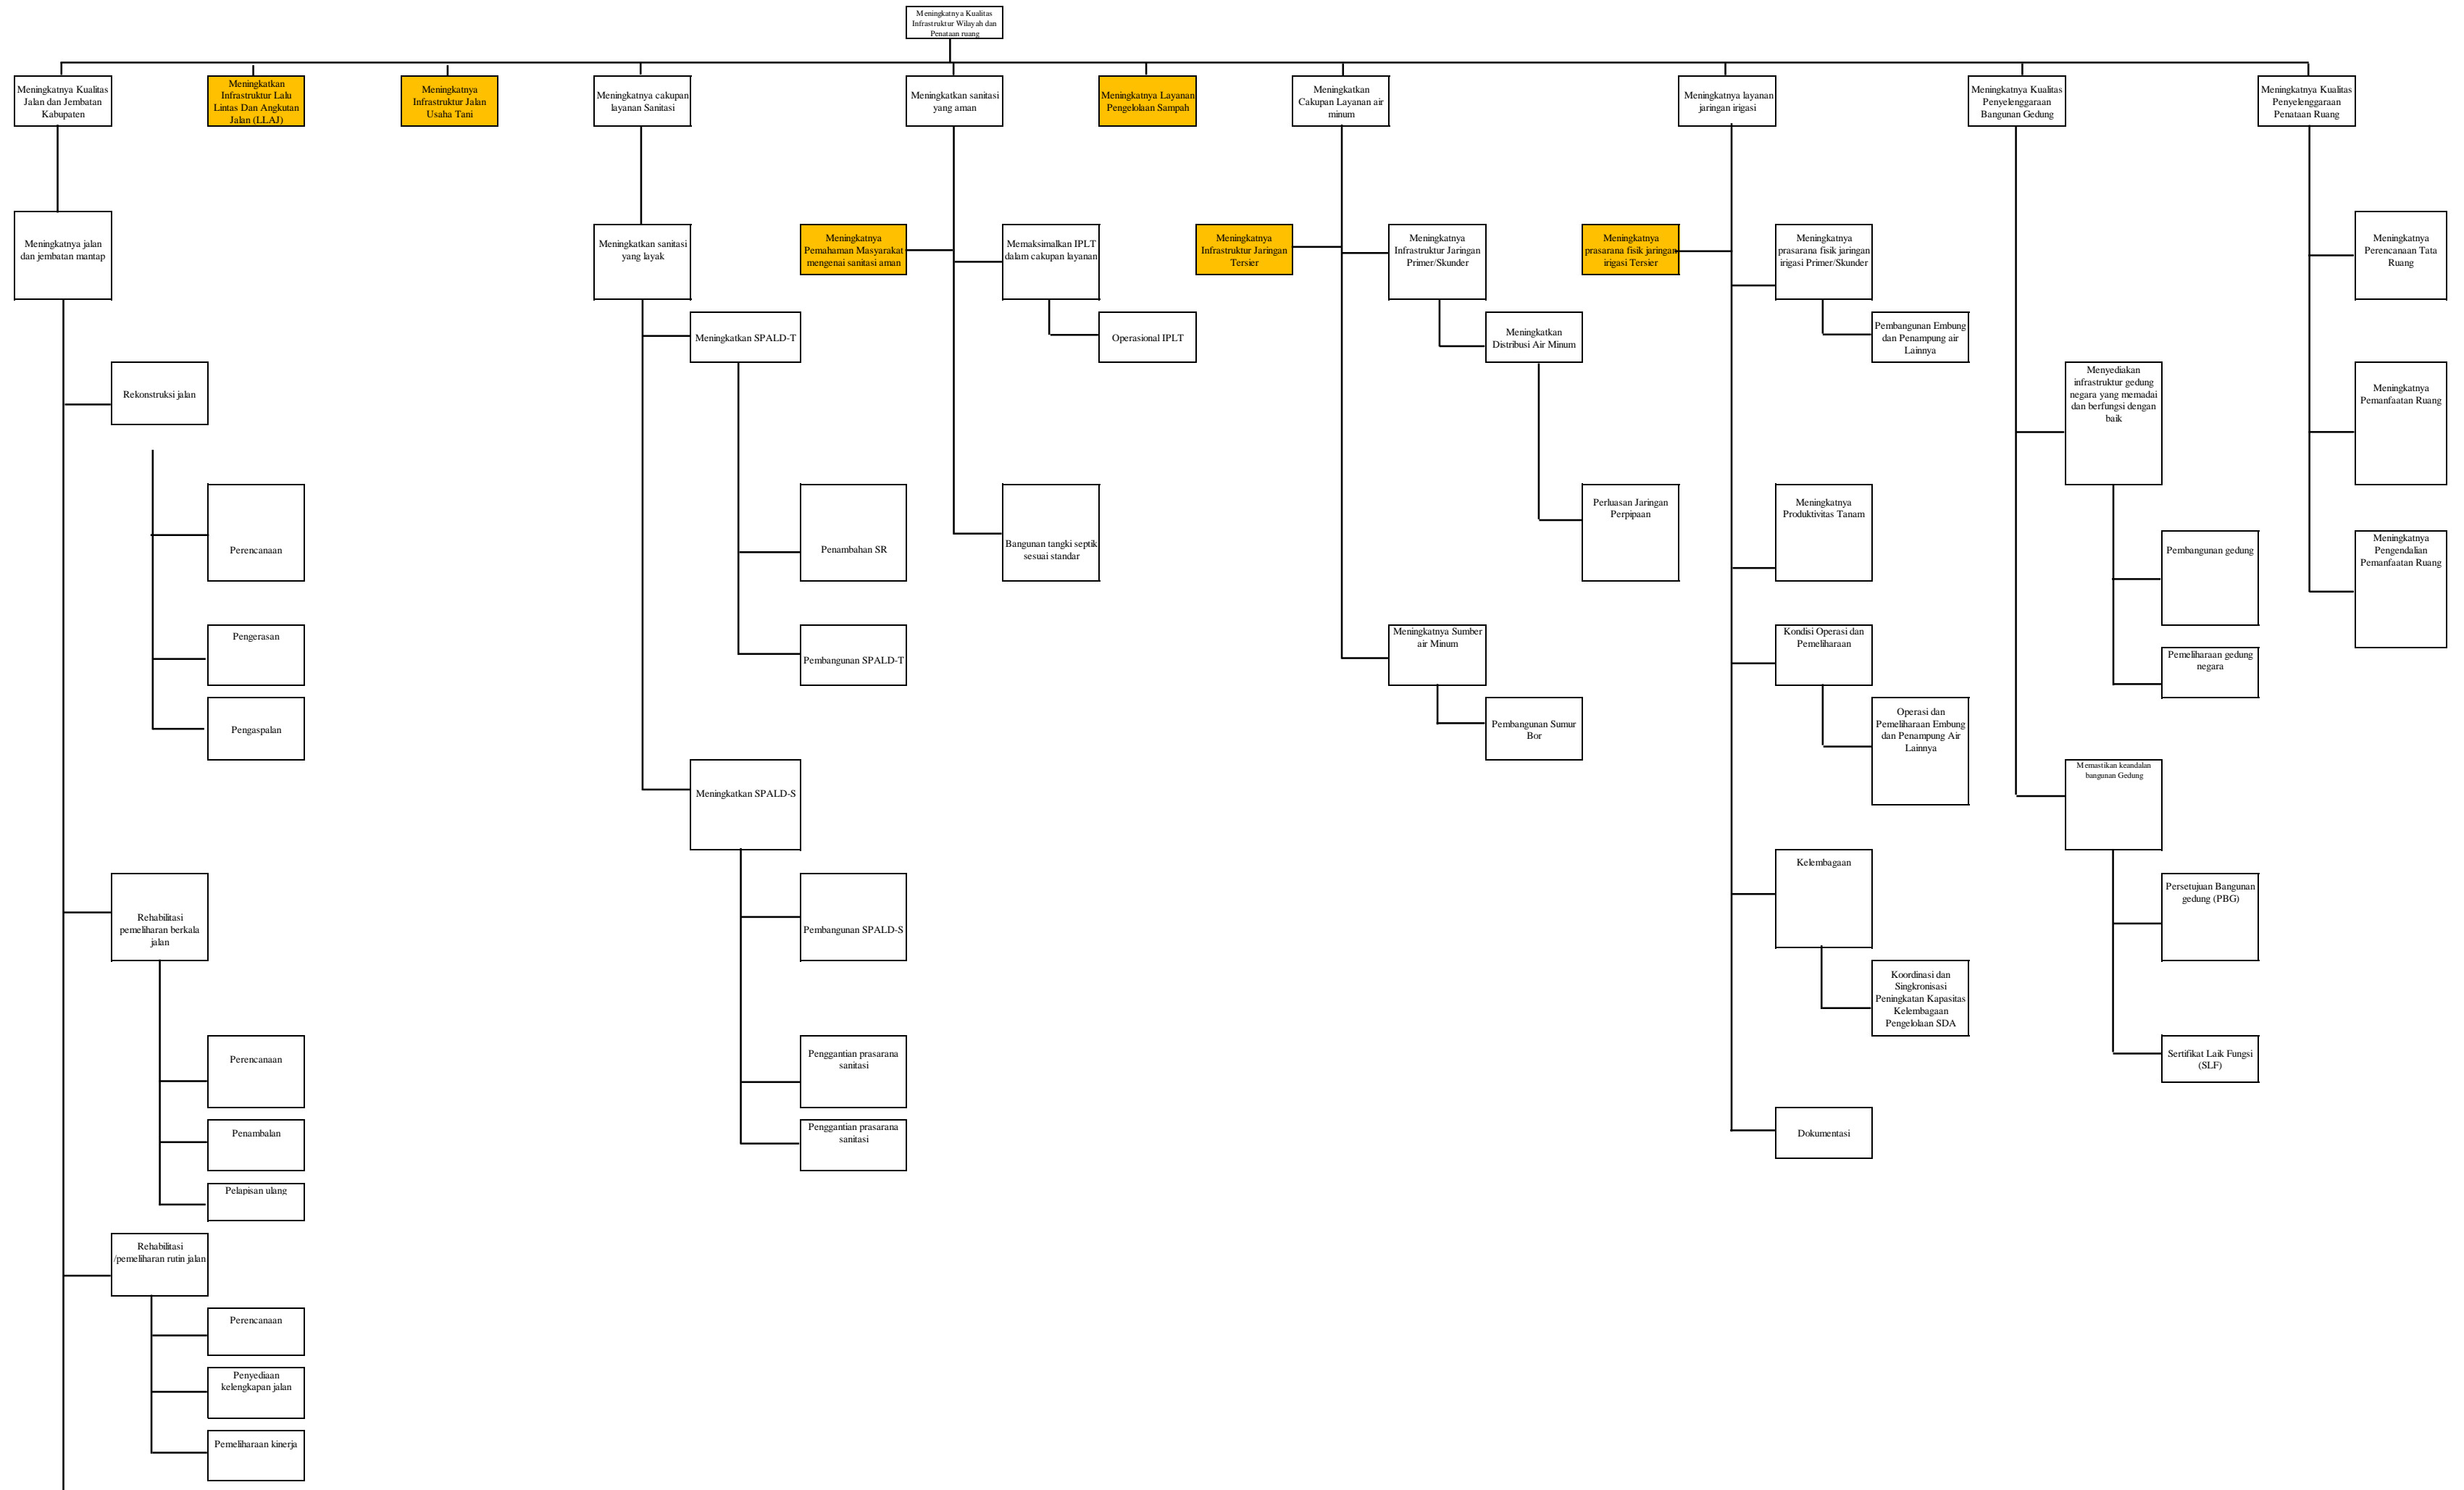 Meningkatnya Kualitas
Infrastruktur Wilayah dan
Penataan ruang
Meningkatnya Kualitas
Jalan dan Jembatan
Kabupaten
Meningkatkan
Infrastruktur Lalu
Lintas Dan Angkutan
Jalan (LLAJ)
Meningkatnya
Infrastruktur Jalan
Usaha Tani
Meningkatnya cakupan
layanan Sanitasi
Meningkatkan sanitasi
yang aman
Meningkatnya Layanan
Pengelolaan Sampah
Meningkatkan
Cakupan Layanan air
minum
Meningkatnya layanan
jaringan irigasi
Meningkatnya Kualitas
Penyelenggaraan
Bangunan Gedung
Meningkatnya Kualitas
Penyelenggaraan
Penataan Ruang
Meningkatnya jalan
dan jembatan mantap
Meningkatkan sanitasi
yang layak
Meningkatnya
Pemahaman Masyarakat
mengenai sanitasi aman
Memaksimalkan IPLT
dalam cakupan layanan
Meningkatnya
Infrastruktur Jaringan
Tersier
Meningkatnya
Infrastruktur Jaringan
Primer/Skunder
Meningkatnya
prasarana fisik jaringan
irigasi Tersier
Meningkatnya
prasarana fisik jaringan
irigasi Primer/Skunder
Meningkatnya
Perencanaan Tata
Ruang
Meningkatkan SPALD-T
Operasional IPLT
Meningkatkan
Distribusi Air Minum
Pembangunan Embung
dan Penampung air
Lainnya
Rekonstruksi jalan
Menyediakan
infrastruktur gedung
negara yang memadai
dan berfungsi dengan
baik
Meningkatnya
Pemanfaatan Ruang
Perencanaan
Penambahan SR
Bangunan tangki septik
sesuai standar
Perluasan Jaringan
Perpipaan
Meningkatnya
Produktivitas Tanam
Pembangunan gedung
Meningkatnya
Pengendalian
Pemanfaatan Ruang
Pengerasan
Pembangunan SPALD-T
Meningkatnya Sumber
air Minum
Kondisi Operasi dan
Pemeliharaan
Pemeliharaan gedung
negara
Pengaspalan
Pembangunan Sumur
Bor
Operasi dan
Pemeliharaan Embung
dan Penampung Air
Lainnya
Meningkatkan SPALD-S
Memastikan keandalan
bangunan Gedung
Kelembagaan
Rehabilitasi
pemeliharan berkala
jalan
Pembangunan SPALD-S
Persetujuan Bangunan
gedung (PBG)
Koordinasi dan
Singkronisasi
Peningkatan Kapasitas
Kelembagaan
Pengelolaan SDA
Perencanaan
Penggantian prasarana
sanitasi
Sertifikat Laik Fungsi
(SLF)
Penambalan
Penggantian prasarana
sanitasi
Dokumentasi
Pelapisan ulang
Rehabilitasi
/pemeliharan rutin jalan
Perencanaan
Penyediaan
kelengkapan jalan
Pemeliharaan kinerja